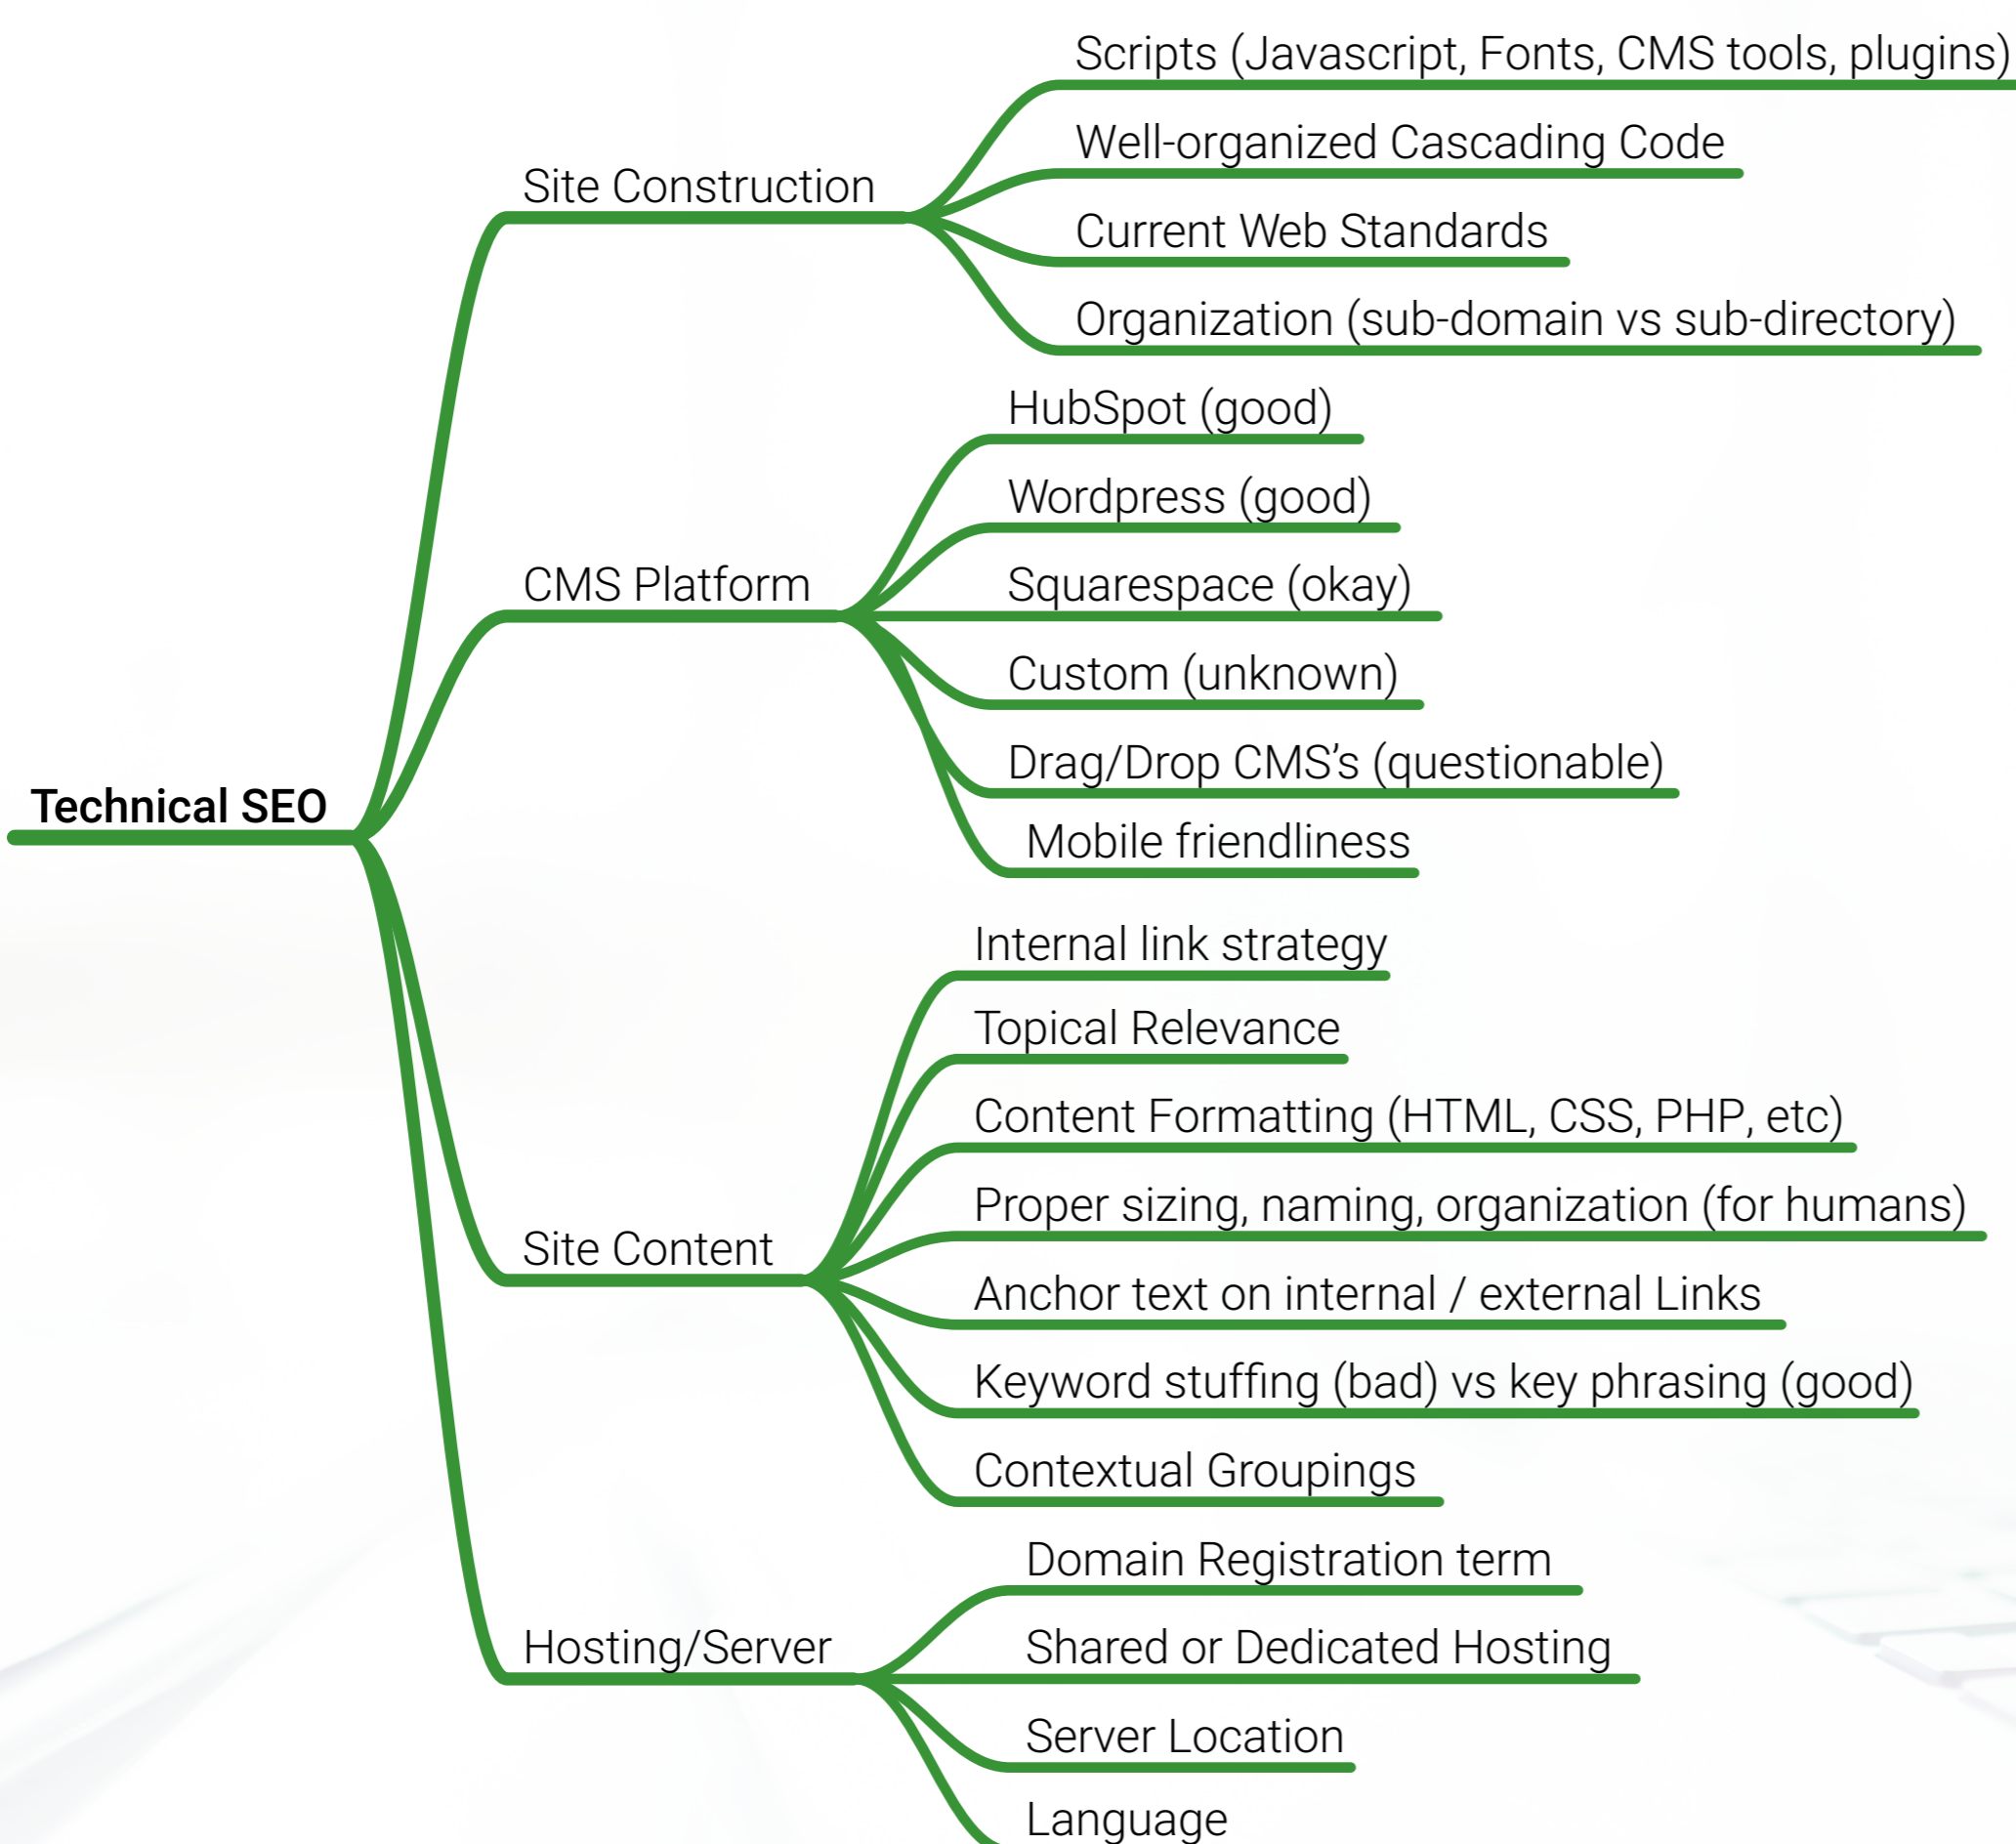 Technical SEO
Site Construction
Scripts (Javascript, Fonts, CMS tools, plugins)
Well-organized Cascading Code
Current Web Standards
Organization (sub-domain vs sub-directory)
CMS Platform
HubSpot (good)
Wordpress (good)
Squarespace (okay)
Custom (unknown)
Drag/Drop CMS’s (questionable)
Mobile friendliness
Site Content
Internal link strategy
Topical Relevance
Content Formatting (HTML, CSS, PHP, etc)
Proper sizing, naming, organization (for humans)
Anchor text on internal / external Links
Keyword stuffing (bad) vs key phrasing (good)
Contextual Groupings
Hosting/Server
Domain Registration term
Shared or Dedicated Hosting
Server Location
Language